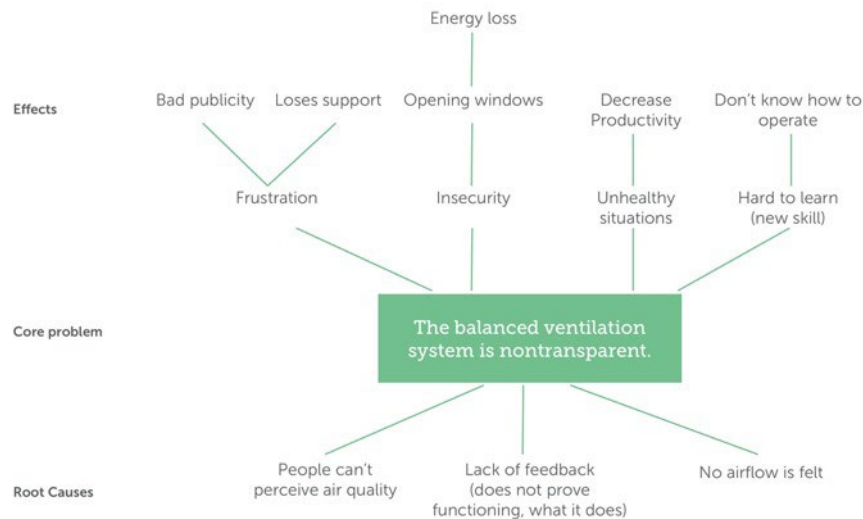 Energy loss
Effects
Bad publicity
Loses support
Opening windows
Decrease
Productivity
Don't know how to
operate
Frustration
Insecurity
Unhealthy
situations
Hard to learn
(new skill)
Core problem
The balanced ventilation
system is nontransparent.
Root Causes
People can't
perceive air quality
Lack of feedback
(does not prove
functioning, what it does)
No airflow is felt